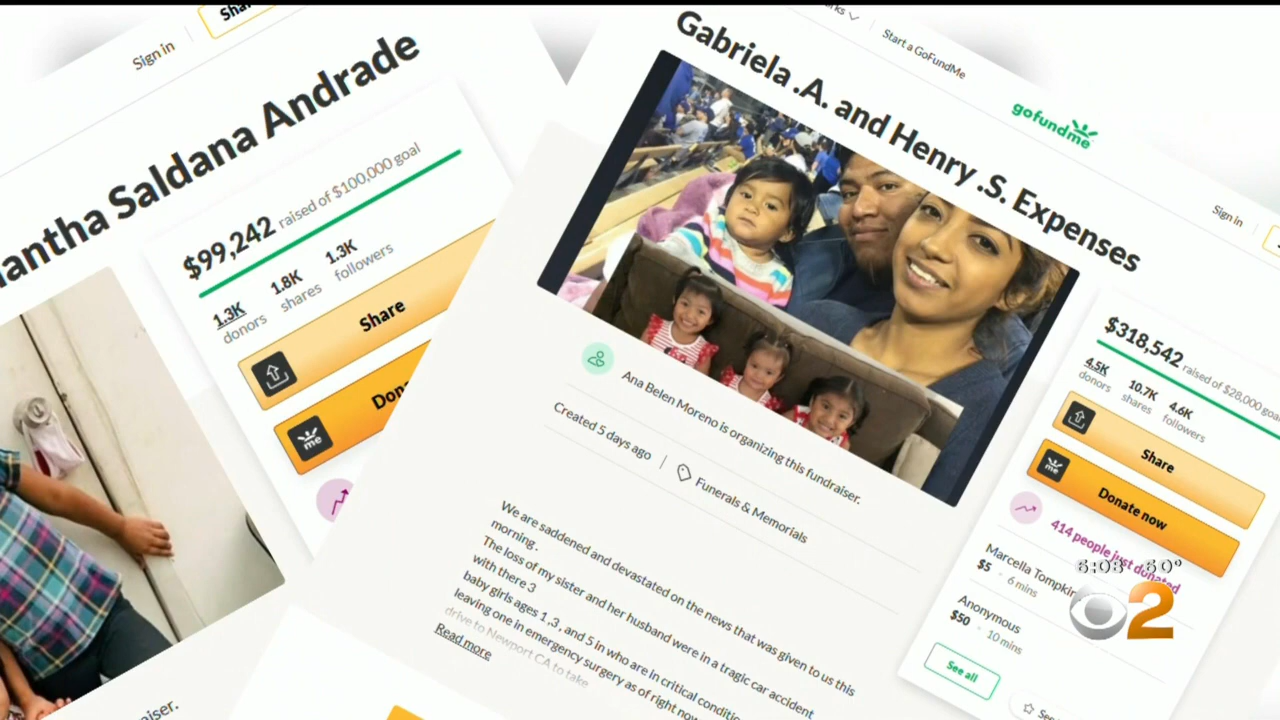 Sign in
Saldana Andrade
$99,242 raised of $100,000 goal
1.3K
donors
1.8K
shares
1.3K
followers
Share
me
Start a GoFundMe
gofundme
Sign in
Gabriela .A. and Henry .S. Expenses
Ana Belen Moreno is organizing this fundraiser.
Created 5 days ago
Funerals & Memorials
We are saddened and devastated on the news that was given to us this
morning.
The loss of my sister and her husband were in a tragic car accident
with there 3
baby girls ages 1 ,3 , and 5 in who are in critical
leaving one in emergency surgery as of right now
drive to Newport CA to take
Read more
$318,542 raised of $28,000 goal
4.5K
donors
10.7K
shares
4.6K
followers
Share
me
Donate now
414 people just donated
Marcella
$5 · 6 mins
Anonymous
$50 · 10 mins
See all
6:08 60°
2